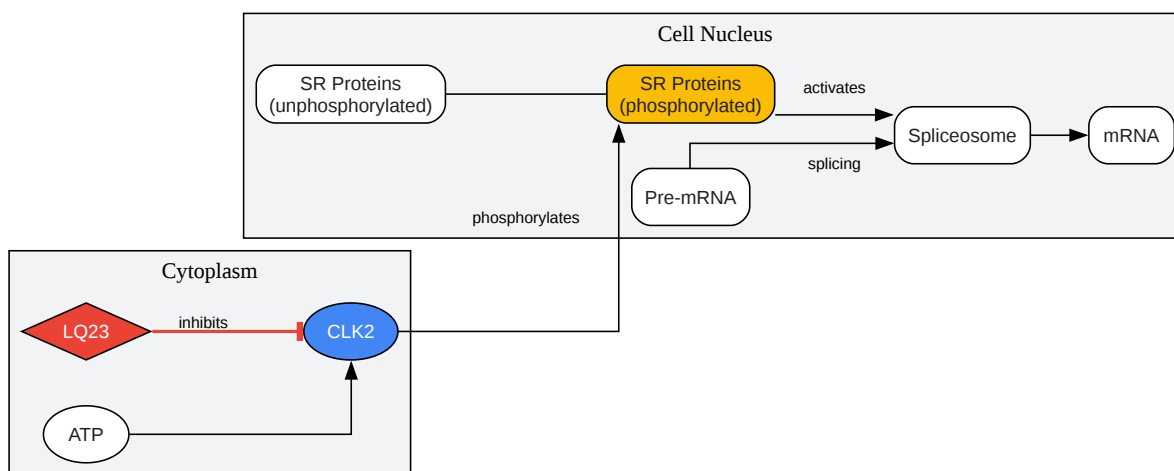 Cell Nucleus
SR Proteins
(unphosphorylated)
SR Proteins
(phosphorylated)
activates
Spliceosome
mRNA
splicing
Pre-mRNA
phosphorylates
Cytoplasm
LQ23
inhibits
CLK2
ATP